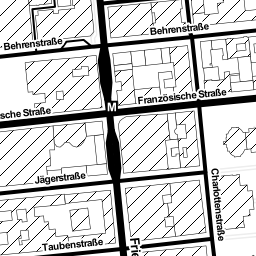 Behrenstraße
Behrenstraße
M
Französische Straße
sche Straße
Jägerstraße
Charlottenstraße
Taubenstraße
Frie